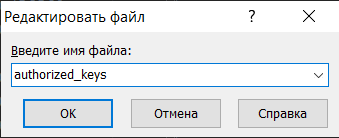 Редактировать файл
Введите имя файла:
authorized_keys
ОК
Отмена
Справка